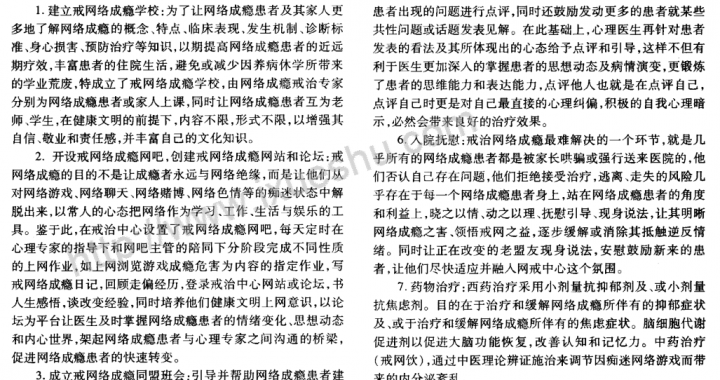 1. 建立戒网络成瘾学校:为了让网络成瘾患者及其家人更
多地了解网络成瘾的概念、特点、临床表现、发生机制、诊断标
准、身心损害、预防治疗等知识,以期提高网络成瘾患者的近远
期疗效,丰富患者的住院生活,避免或减少因养病休学所带来
的学业荒废,特成立了戒网络成瘾学校,由网络成瘾戒治专家
分别为网络成瘾患者或家人上课,同时让网络成瘾者互为老
师、学生,在健康文明的前提下,内容不限,形式不限,以增强其
自信、敬业和责任感,并丰富自己的文化知识。
2. 开设戒网络成瘾网吧,创建戒网络成瘾网站和论坛:戒
网络成瘾的目的不是让成瘾者永远与网络绝缘,而是让他们从
对网络游戏、网络聊天、网络赌博、网络色情等的痴迷状态中解
脱出来,以常人的心态把网络作为学习、工作、生活与娱乐的工
具。鉴于此,在戒治中心设置了戒网络成瘾网吧,每天定时在
心理专家的指导下和网吧主管的陪同下分阶段完成不同性质
的上网作业,如上网浏览游戏成瘾危害为内容的指定作业,写
戒网络成瘾日记,回顾走偏经历,登录戒治中心网站或论坛,书
人生感悟,谈改变经验,同时培养他们健康文明上网意识,以论
坛为平台让医生及时掌握网络成瘾者的情绪变化、思想动态
和内心世界,架起网络成瘾患者与心理专家之间沟通的桥梁,
促进网络成瘾患者的快速转变。
3. 成立戒网络成瘾同盟班会:引导并帮助网络成瘾患者建
患者出现的问题进行点评,同时还鼓励发动更多的患者就某些
共性问题或话题发表见解。在此基础上,心理医生再针对患者
发表的看法及其所体现出的心态给予点评和引导,这样不但有
利于医生更加深入的掌握患者的思想动态及病情演变,更锻炼
了患者的思维能力和表达能力,点评他人也就是在点评自己,
点评自己时更是对自己最直接的心理纠偏,积极的自我心理暗
示,必然会带来良好的治疗效果。
6. 入院抚慰:戒治网络成瘾最难解决的一个环节,就是几
乎所有的网络成瘾患者都是被家长哄骗或强行送来医院的,他
们否认自己存在问题,他们拒绝接受治疗,逃离、走失的风险几
乎存在于每一个网络成瘾患者身上,站在网络成瘾患者的角度
和利益上,晓之以情、动之以理、抚慰引导、现身说法,让其明晰
网络成瘾之害、领悟戒网之益,逐步缓解或消除其抵触逆反情
绪。同时让正在改变的老盟友现身说法,安慰鼓励新来的患
者,让他们尽快适应并融入网戒中心这个氛围。
7. 药物治疗:西药治疗采用小剂量抗抑郁剂及、或小剂量
抗焦虑剂。目的在于治疗和缓解网络成瘾所伴有的抑郁症状
及、或于治疗和缓解网络成瘾所伴有的焦虑症状。脑细胞代谢
促进剂以促进大脑功能恢复,改善认知和记忆力。中药治疗
(戒网饮),通过中医理论辨证施治来调节因痴迷网络游戏而带
来的内分泌紊乱